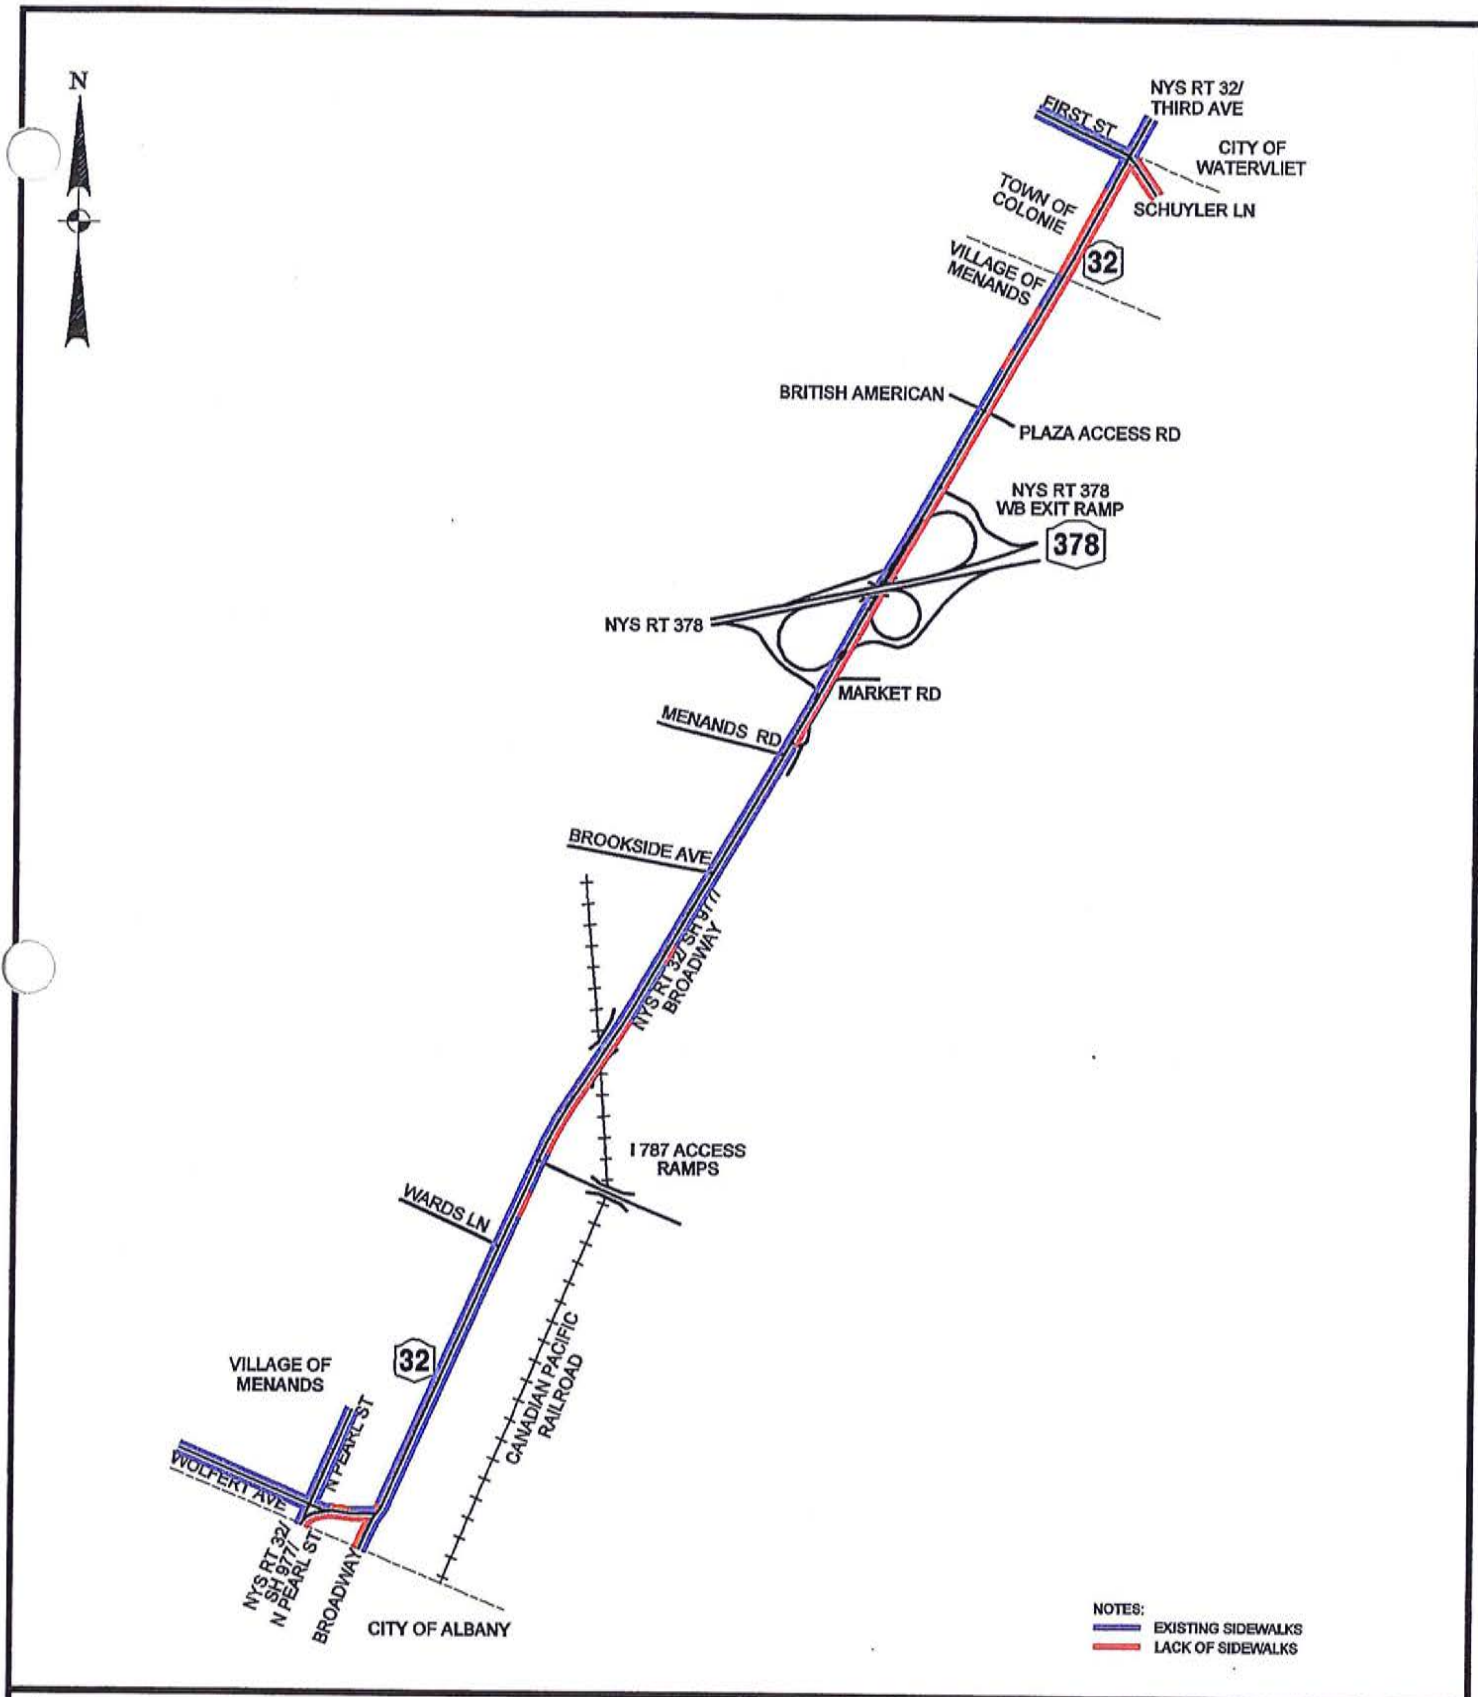 N
NYS RT 32/
THIRD AVE
FIRST ST
CITY OF
WATERVLIET
TOWN OF
COLONIE
SCHUYLER LN
32
VILLAGE OF
MENANDS
BRITISH AMERICAN
PLAZA ACCESS RD
NYS RT 378
WB EXIT RAMP
378
NYS RT 378
MARKET RD
MENANDS RD
BROOKSIDE AVE
NYS RT 32/ SH 977/
BROADWAY
I 787 ACCESS
RAMPS
WARDS LN
CANADIAN PACIFIC
RAILROAD
32
VILLAGE OF
MENANDS
N PEARL ST
WOLFERT AVE
NYS RT 32/
SH 977/
N PEARL ST
BROADWAY
CITY OF ALBANY
NOTES:
EXISTING SIDEWALKS
LACK OF SIDEWALKS